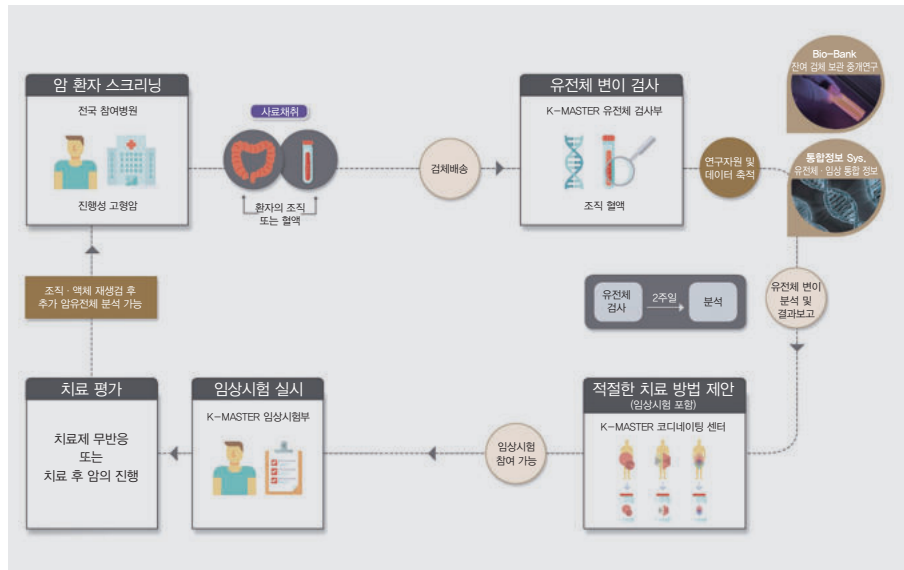 암 환자 스크리닝
전국 참여병원
진행성 고형암
사료채취
환자의 조직
또는 혈액
검체배송
유전체 변이 검사
K-MASTER 유전체 검사부
조직 혈액
연구자원 및
데이터 축적
Bio-Bank
잔여 검체 보관 중개연구
통합정보 Sys.
유전체·임상 통합 정보
유전체 변이
분석 및
결과보고
유전체
검사
2주일
분석
적절한 치료 방법 제안
(임상시험 포함)
K-MASTER 코디네이팅 센터
임상시험
참여 가능
임상시험 실시
K-MASTER 임상시험부
치료 평가
치료제 무반응
또는
치료 후 암의 진행
조직·액체 재생검 후
추가 암유전체 분석 가능